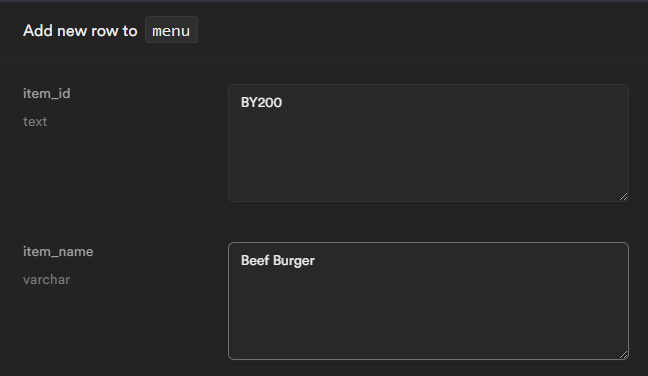 Add new row to menu
item_id
BY200
text
item_name
Beef Burger
varchar